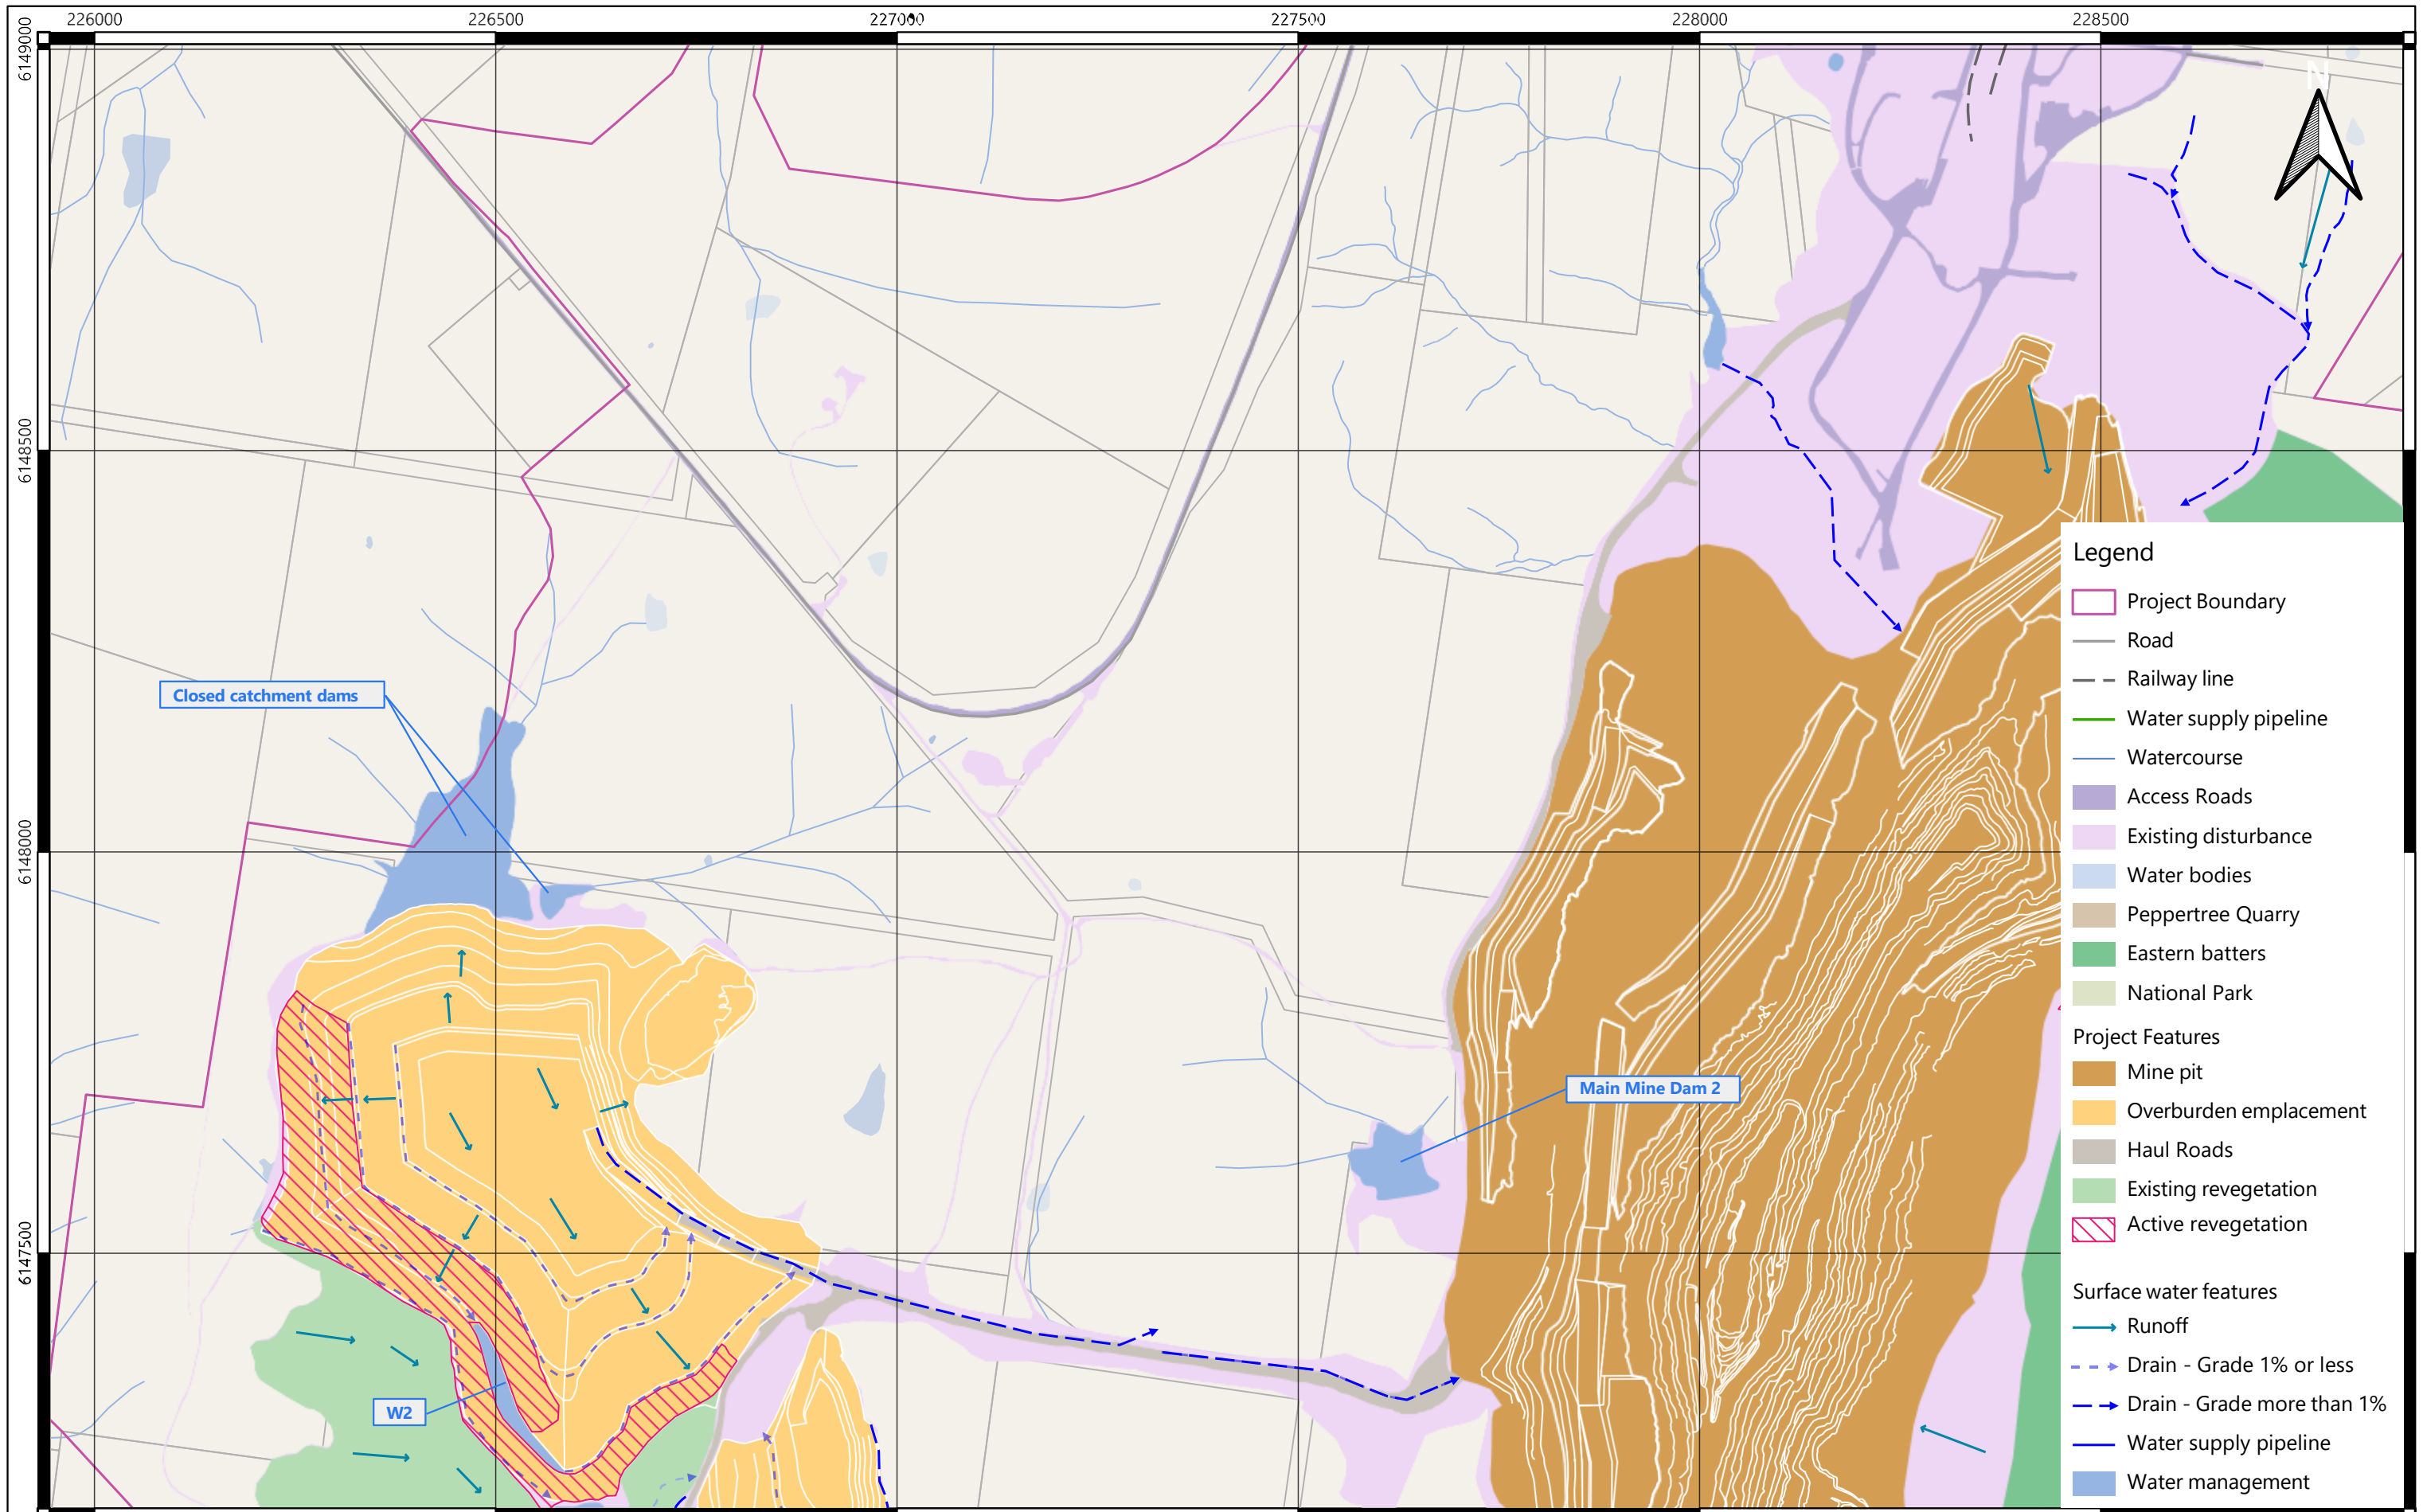 226000 226500 227000 227500 228000 228500
6149000
6148500
6148000
6147500
N
Closed catchment dams
Main Mine Dam 2
W2
Legend
Project Boundary
Road
Railway line
Water supply pipeline
Watercourse
Access Roads
Existing disturbance
Water bodies
Peppertree Quarry
Eastern batters
National Park
Project Features
Mine pit
Overburden emplacement
Haul Roads
Existing revegetation
Active revegetation
Surface water features
Runoff
Drain - Grade 1% or less
Drain - Grade more than 1%
Water supply pipeline
Water management